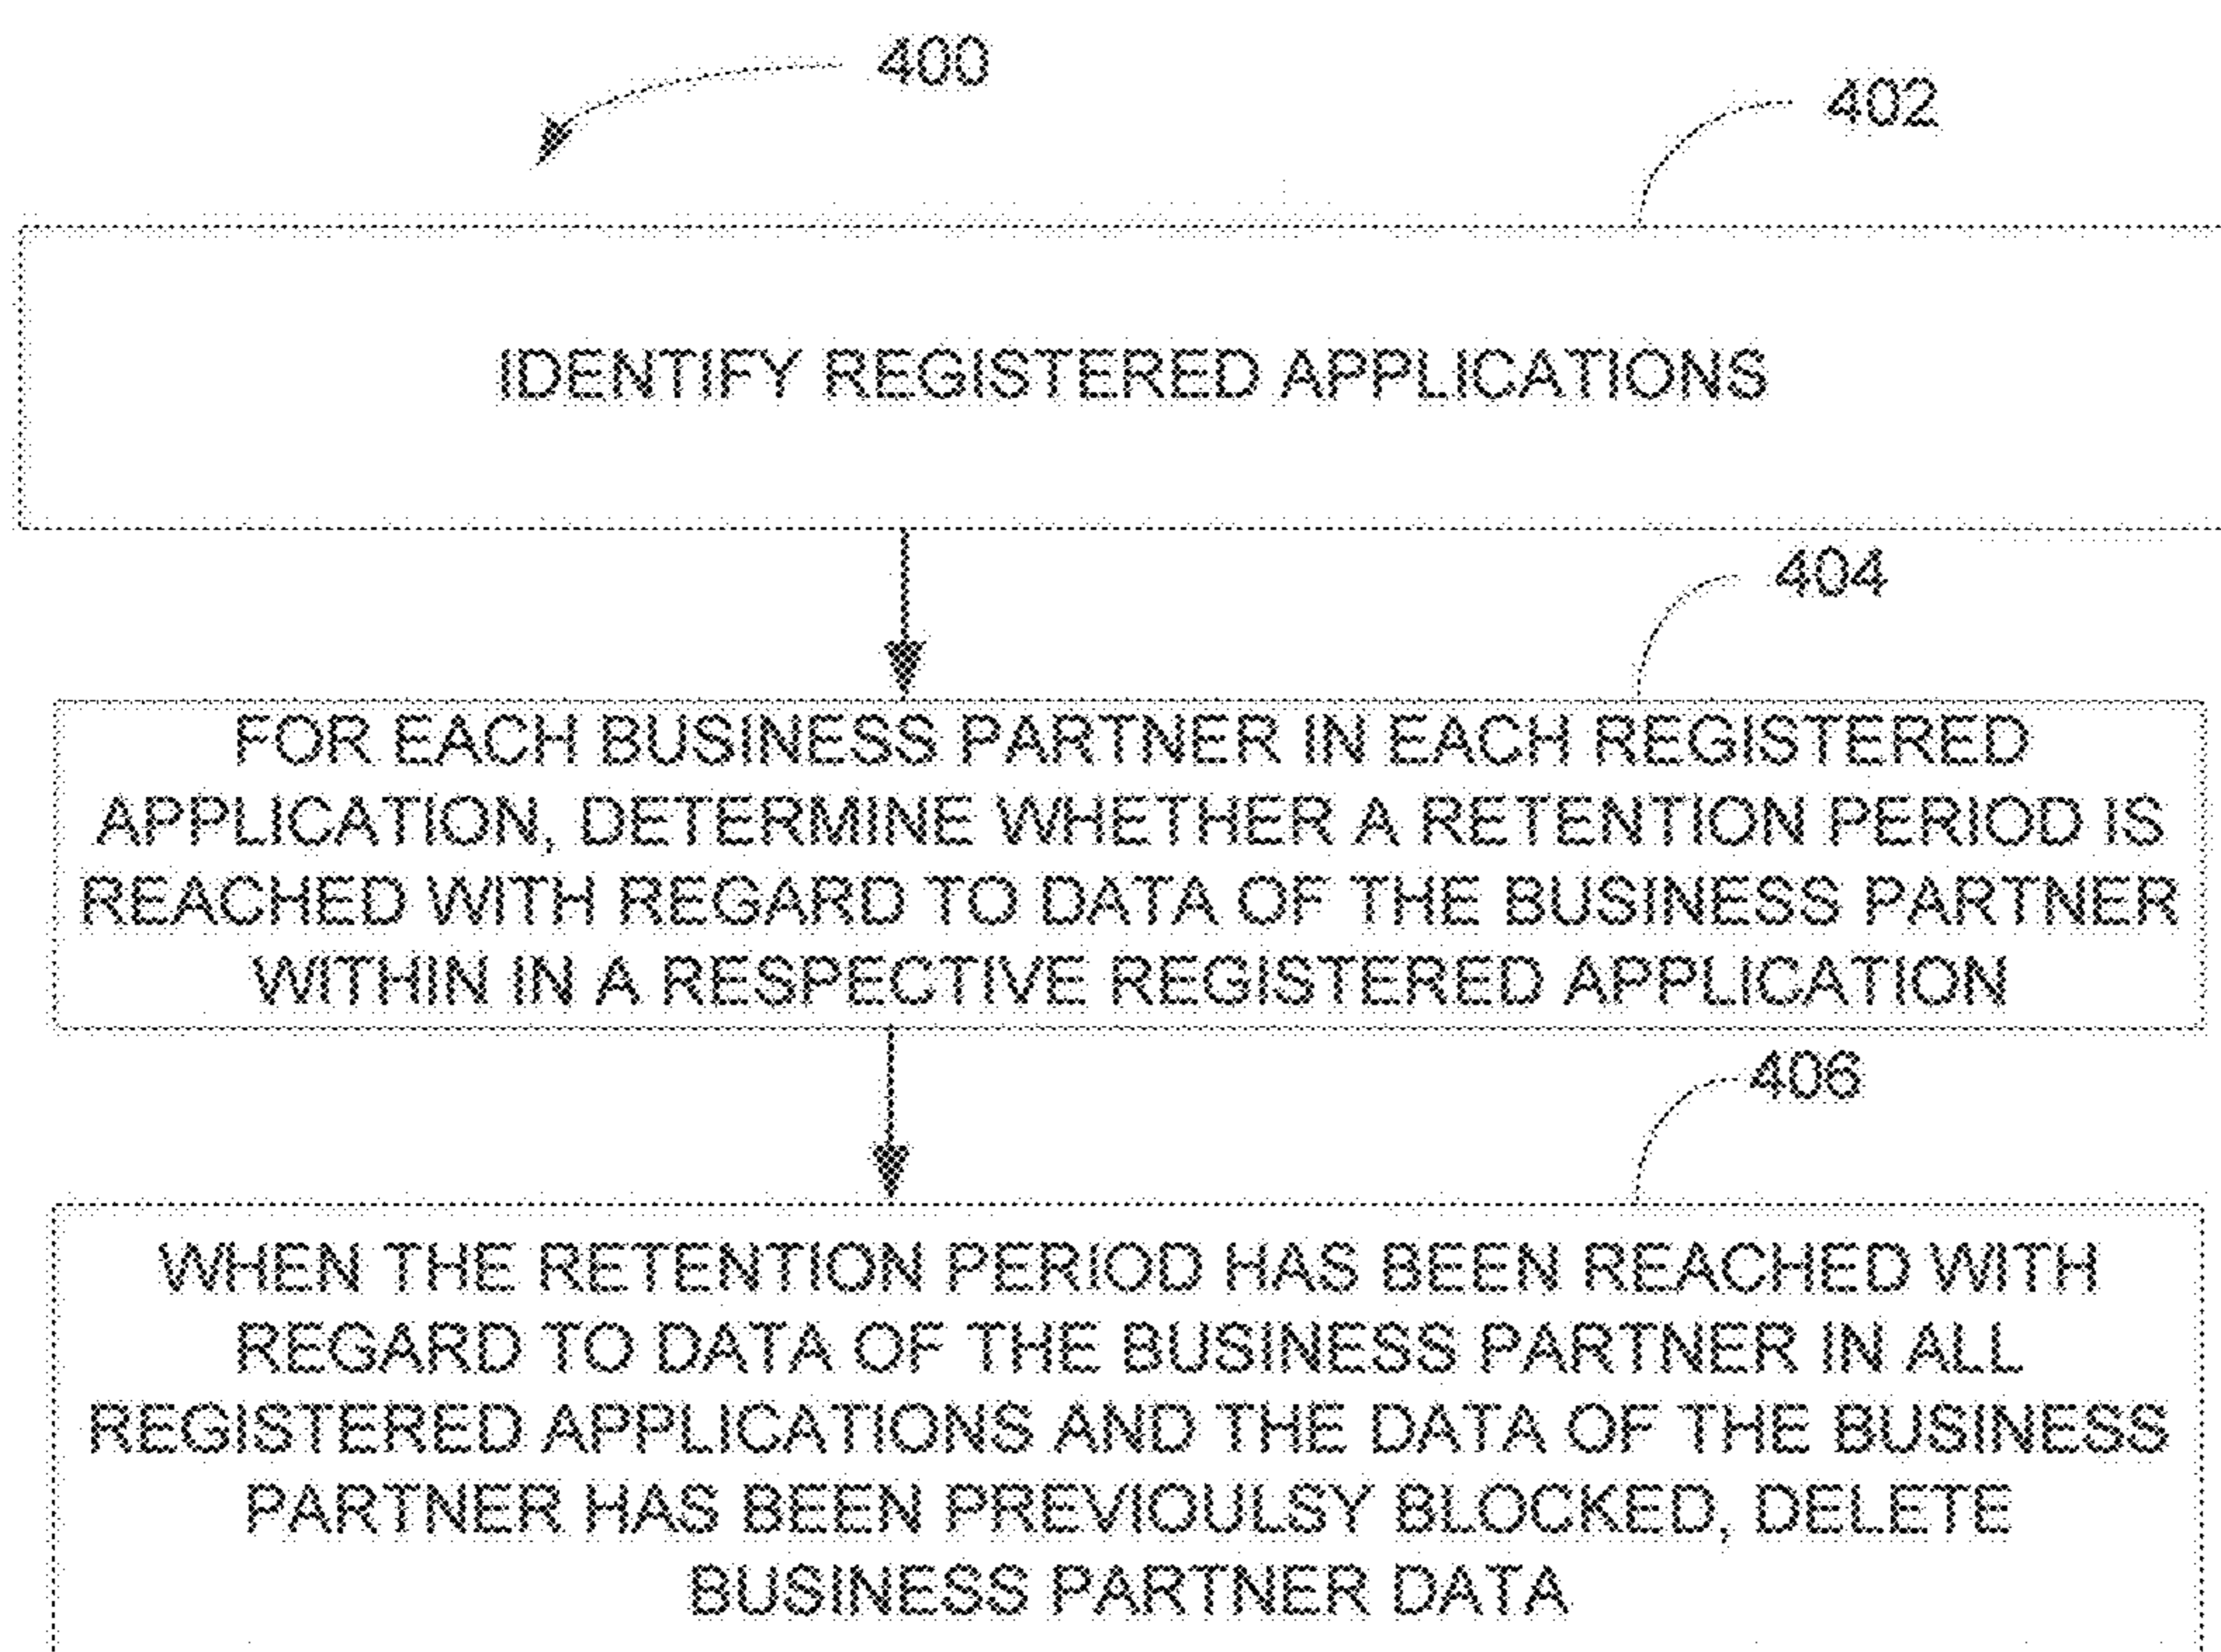 400
402
IDENTIFY REGISTERED APPLICATIONS
404
FOR EACH BUSINESS PARTNER IN EACH REGISTERED
APPLICATION, DETERMINE WHETHER A RETENTION PERIOD IS
REACHED WITH REGARD TO DATA OF THE BUSINESS PARTNER
WITHIN IN A RESPECTIVE REGISTERED APPLICATION
406
WHEN THE RETENTION PERIOD HAS BEEN REACHED WITH
REGARD TO DATA OF THE BUSINESS PARTNER IN ALL
REGISTERED APPLICATIONS AND THE DATA OF THE BUSINESS
PARTNER HAS BEEN PREVIOULSY BLOCKED, DELETE
BUSINESS PARTNER DATA